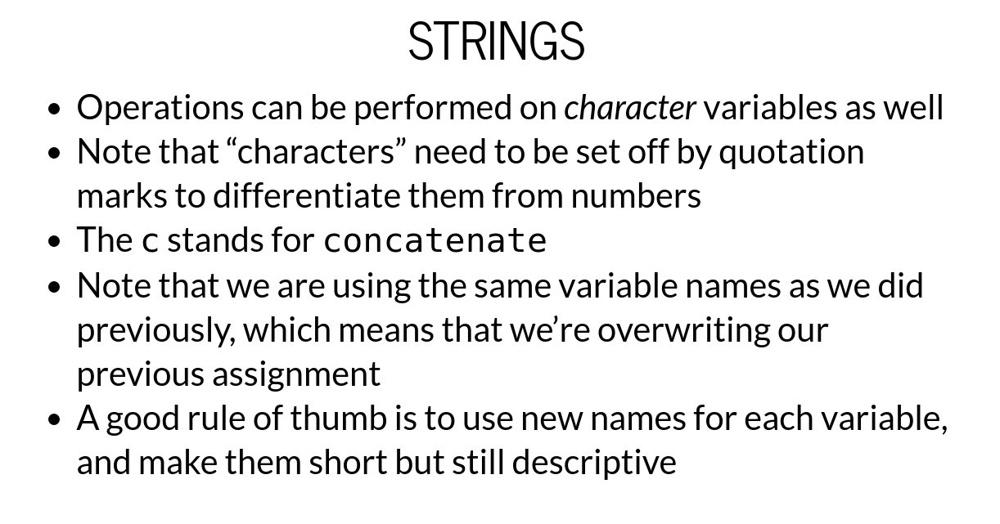 STRINGS
• Operations can be performed on character variables as well
• Note that “characters” need to be set off by quotation
marks to differentiate them from numbers
• The c stands for concatenate
• Note that we are using the same variable names as we did
previously, which means that we’re overwriting our
previous assignment
• A good rule of thumb is to use new names for each variable,
and make them short but still descriptive